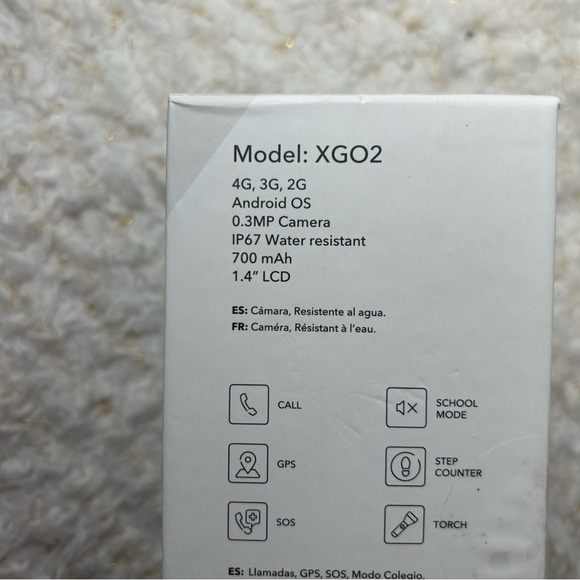 Model: XGO2
4G, 3G, 2G
Android OS
0.3MP Camera
IP67 Water resistant
700 mAh
1.4" LCD
ES: Cámara, Resistente al agua.
FR: Caméra, Résistant à l'eau.
CALL
SCHOOL
MODE
GPS
STEP
COUNTER
SOS
TORCH
ES: Llamadas, GPS, SOS, Modo Colegio,